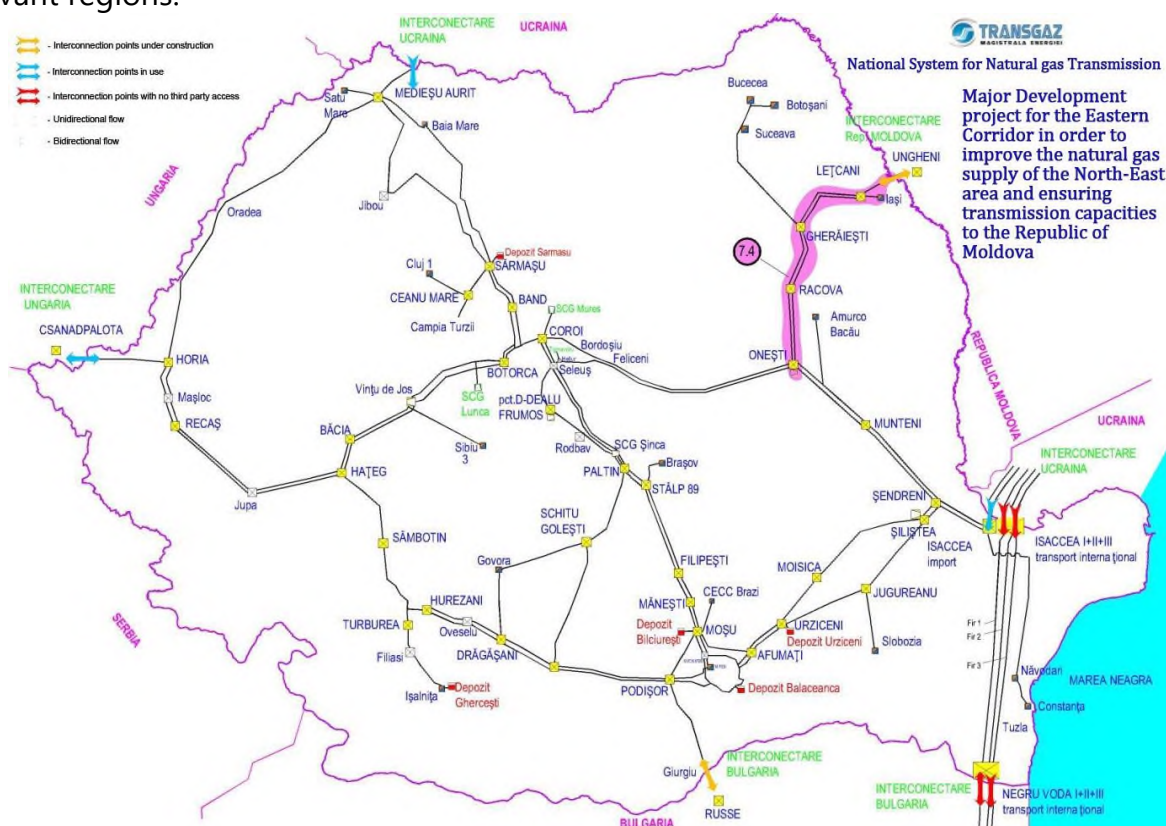 vant regions.
- Interconnection points under construction
- Interconnection points in use
- Interconnection points with no third party access
- Unidirectional flow
- Bidirectional flow
INTERCONECTARE
UCRAINA
UCRAINA
TRANSGAZ
MAGISTRALA ENERGIEI
National System for Natural gas Transmission
Major Development
project for the Eastern
Corridor in order to
improve the natural gas
supply of the North-East
area and ensuring
transmission capacities
to the Republic of
Moldova
MEDIEŞU AURIT
Satu
Mare
Baia Mare
Bucecea
Botoşani
Suceava
INTERCONECTARE
Rep. MOLDOVA
UNGHENI
LEŢCANI
Iaşi
UNGARIA
Oradea
Jibou
GHERĂIEŞTI
7.4
Depozit Sarmasu
SĂRMAŞU
Cluj 1
CEANU MARE
Campia Turzii
BAND
RACOVA
INTERCONECTARE
UNGARIA
CSANADPALOTA
SCG Mures
COROI
Bordoşiu
Feliceni
Amurco
Bacău
ONEŞTI
REPUBLICA MOLDOVA
HORIA
Maşloc
RECAŞ
BOTORCA
Seleuş
Vinţu de Jos
SCG
Lunca
pct.D-DEALU
FRUMOS
BĂCIA
Sibiu
3
Rodbav
SCG Şinca
MUNTENI
UCRAINA
HAŢEG
PALTIN
Braşov
STÂLP 89
INTERCONECTARE
UCRAINA
Jupa
ŞENDRENI
SCHITU
GOLEŞTI
ŞILIŞTEA
ISACCEA
import
ISACCEA I+II+III
transport interna ţional
SÂMBOTIN
Govora
FILIPEŞTI
MOISICA
JUGUREANU
SERBIA
HUREZANI
CECC Brazi
MĂNEŞTI
TURBUREA
Oveselu
Depozit
Bilciureşti
MOŞU
URZICENI
Depozit Urziceni
Slobozia
Fir 1
Fir 2
Fir 3
Filiasi
DRĂGĂŞANI
AFUMAŢI
Işalniţa
Depozit
Ghercești
PODIŞOR
Depozit Balaceanca
Năvodari
MAREA NEAGRA
Constanţa
Tuzla
Giurgiu
INTERCONECTARE
BULGARIA
RUSSE
BULGARIA
INTERCONECTARE
BULGARIA
NEGRU VODA I+II+III
transport interna ţional